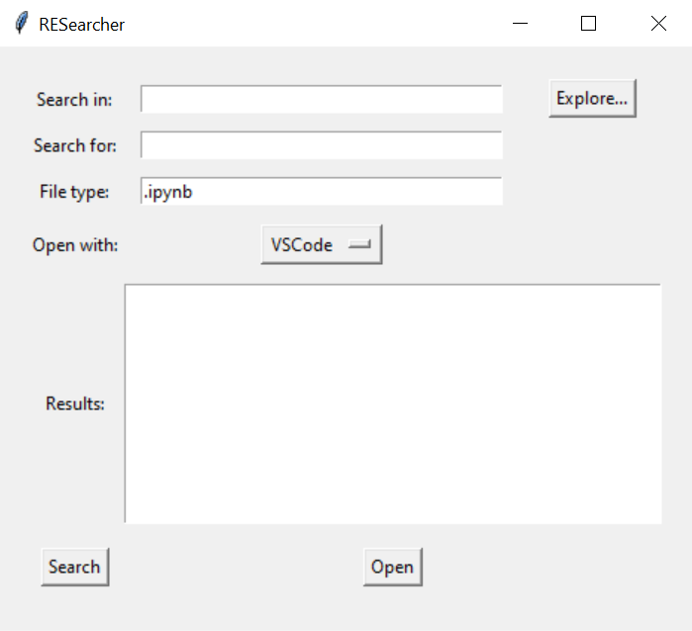 RESearcher
Search in: Explore...
Search for:
File type: .ipynb
Open with: VSCode
Results:
Search Open